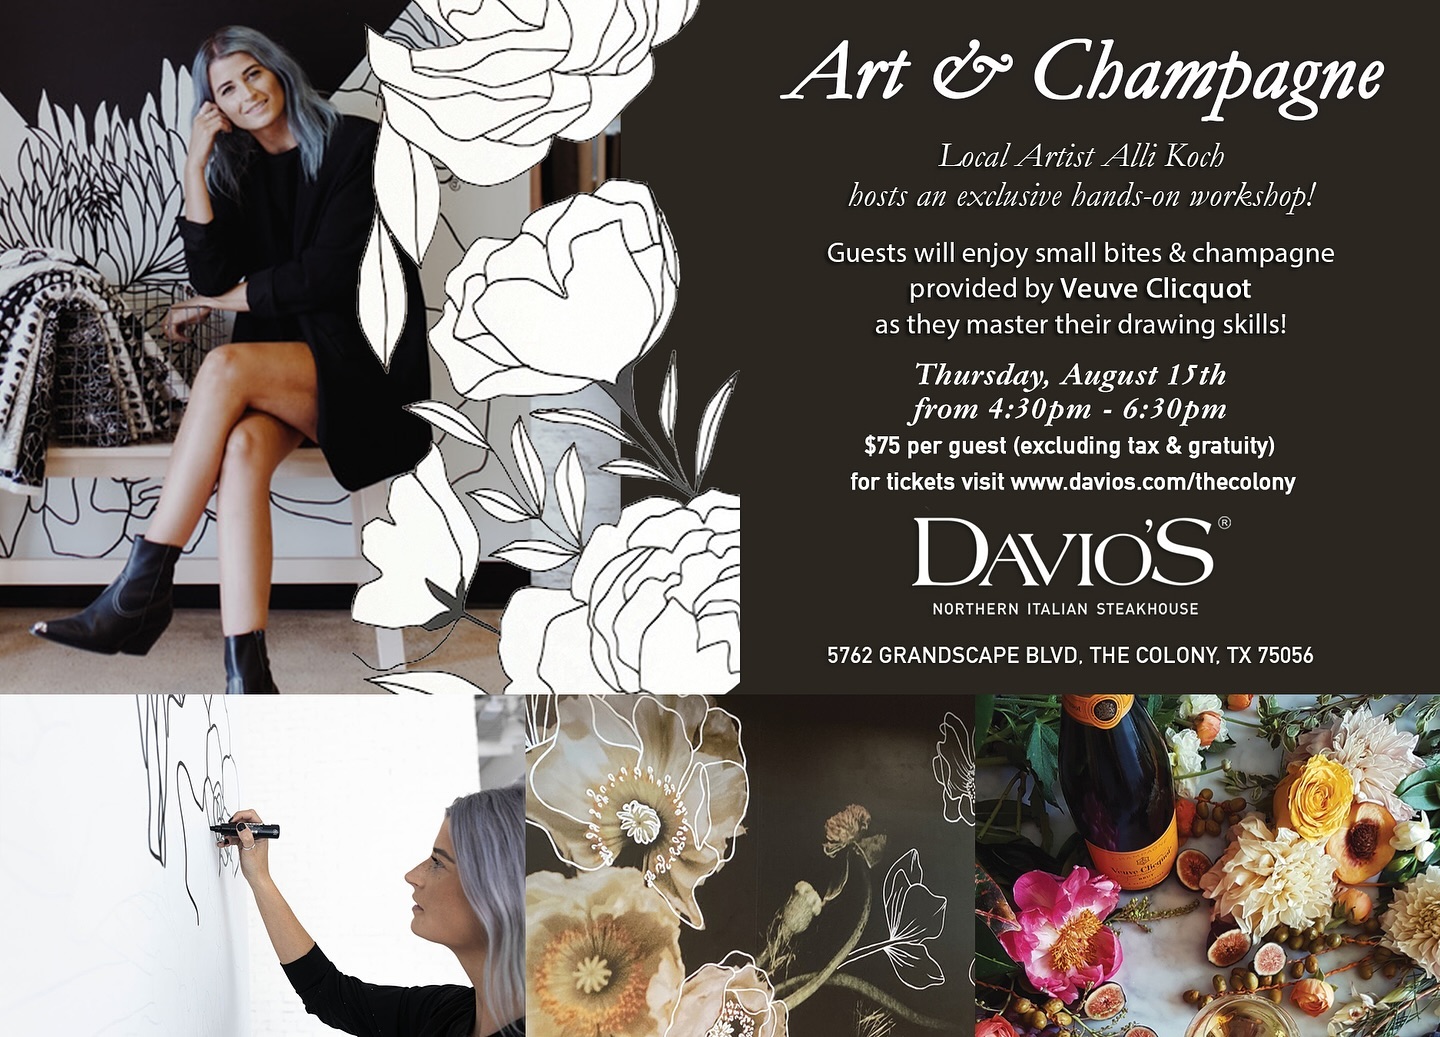 Art & Champagne
Local Artist Alli Koch
hosts an exclusive hands-on workshop!
Guests will enjoy small bites & champagne
provided by Veuve Clicquot
as they master their drawing skills!
Thursday, August 15th
from 4:30pm - 6:30pm
$75 per guest (excluding tax & gratuity)
for tickets visit www.davios.com/thecolony
DAVIO'S®
NORTHERN ITALIAN STEAKHOUSE
5762 GRANDSCAPE BLVD, THE COLONY, TX 75056
Veuve Clicquot